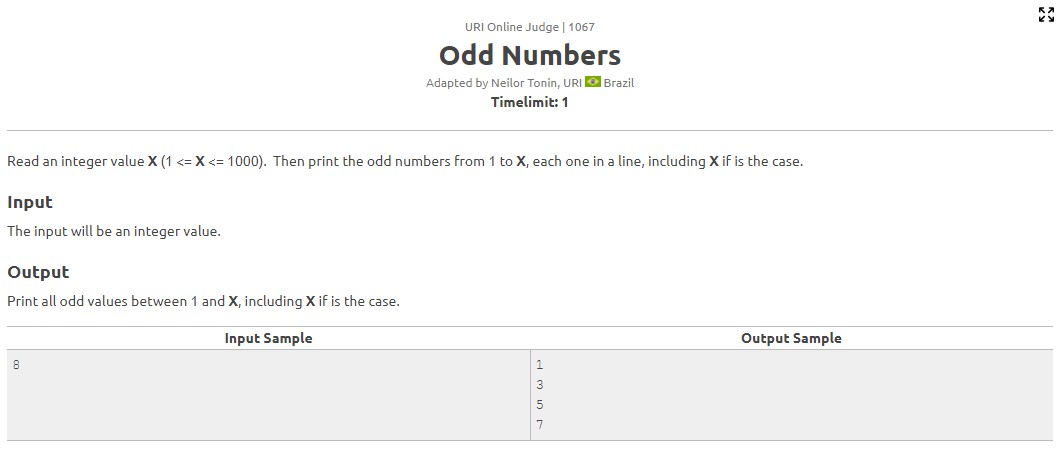 URI Online Judge | 1067
Odd Numbers
Adapted by Neilor Tonin, URI Brazil
Timelimit: 1
Read an integer value X (1 <= X <= 1000). Then print the odd numbers from 1 to X, each one in a line, including X if is the case.
Input
The input will be an integer value.
Output
Print all odd values between 1 and X, including X if is the case.
Input Sample Output Sample
8 1
3
5
7